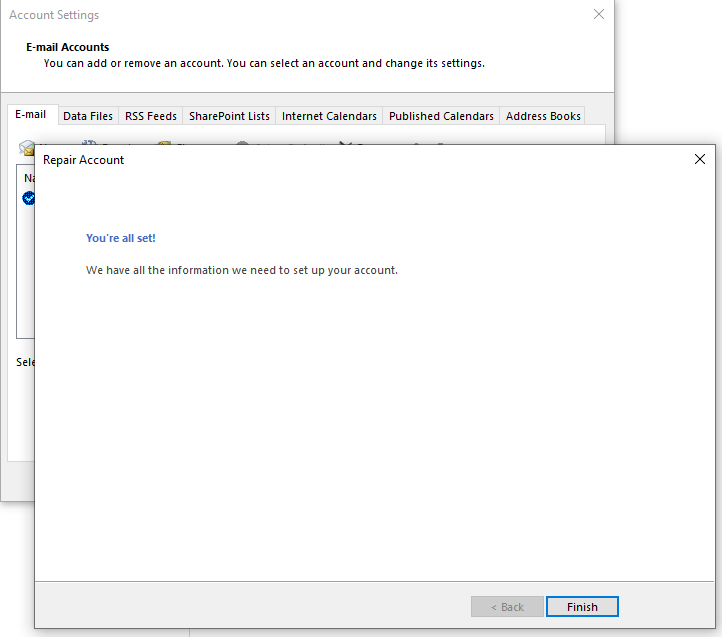 Account Settings
E-mail Accounts
You can add or remove an account. You can select an account and change its settings.
E-mail Data Files RSS Feeds SharePoint Lists Internet Calendars Published Calendars Address Books
Repair Account
Na
You're all set!
We have all the information we need to set up your account.
Sele
< Back Finish